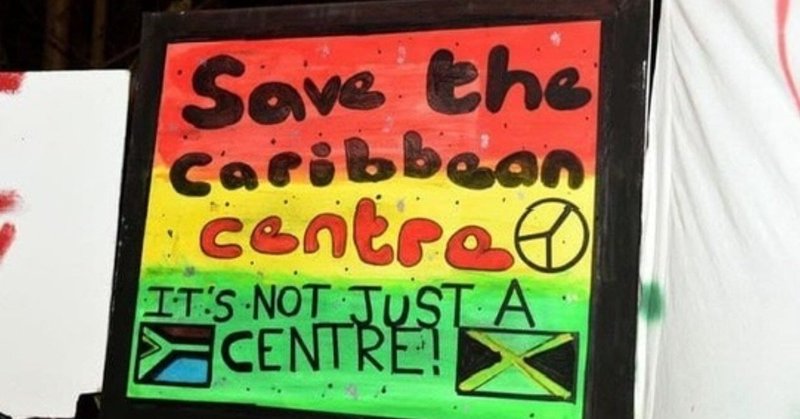 Save the
caribbean
centre
IT'S NOT JUST A
CENTRE!